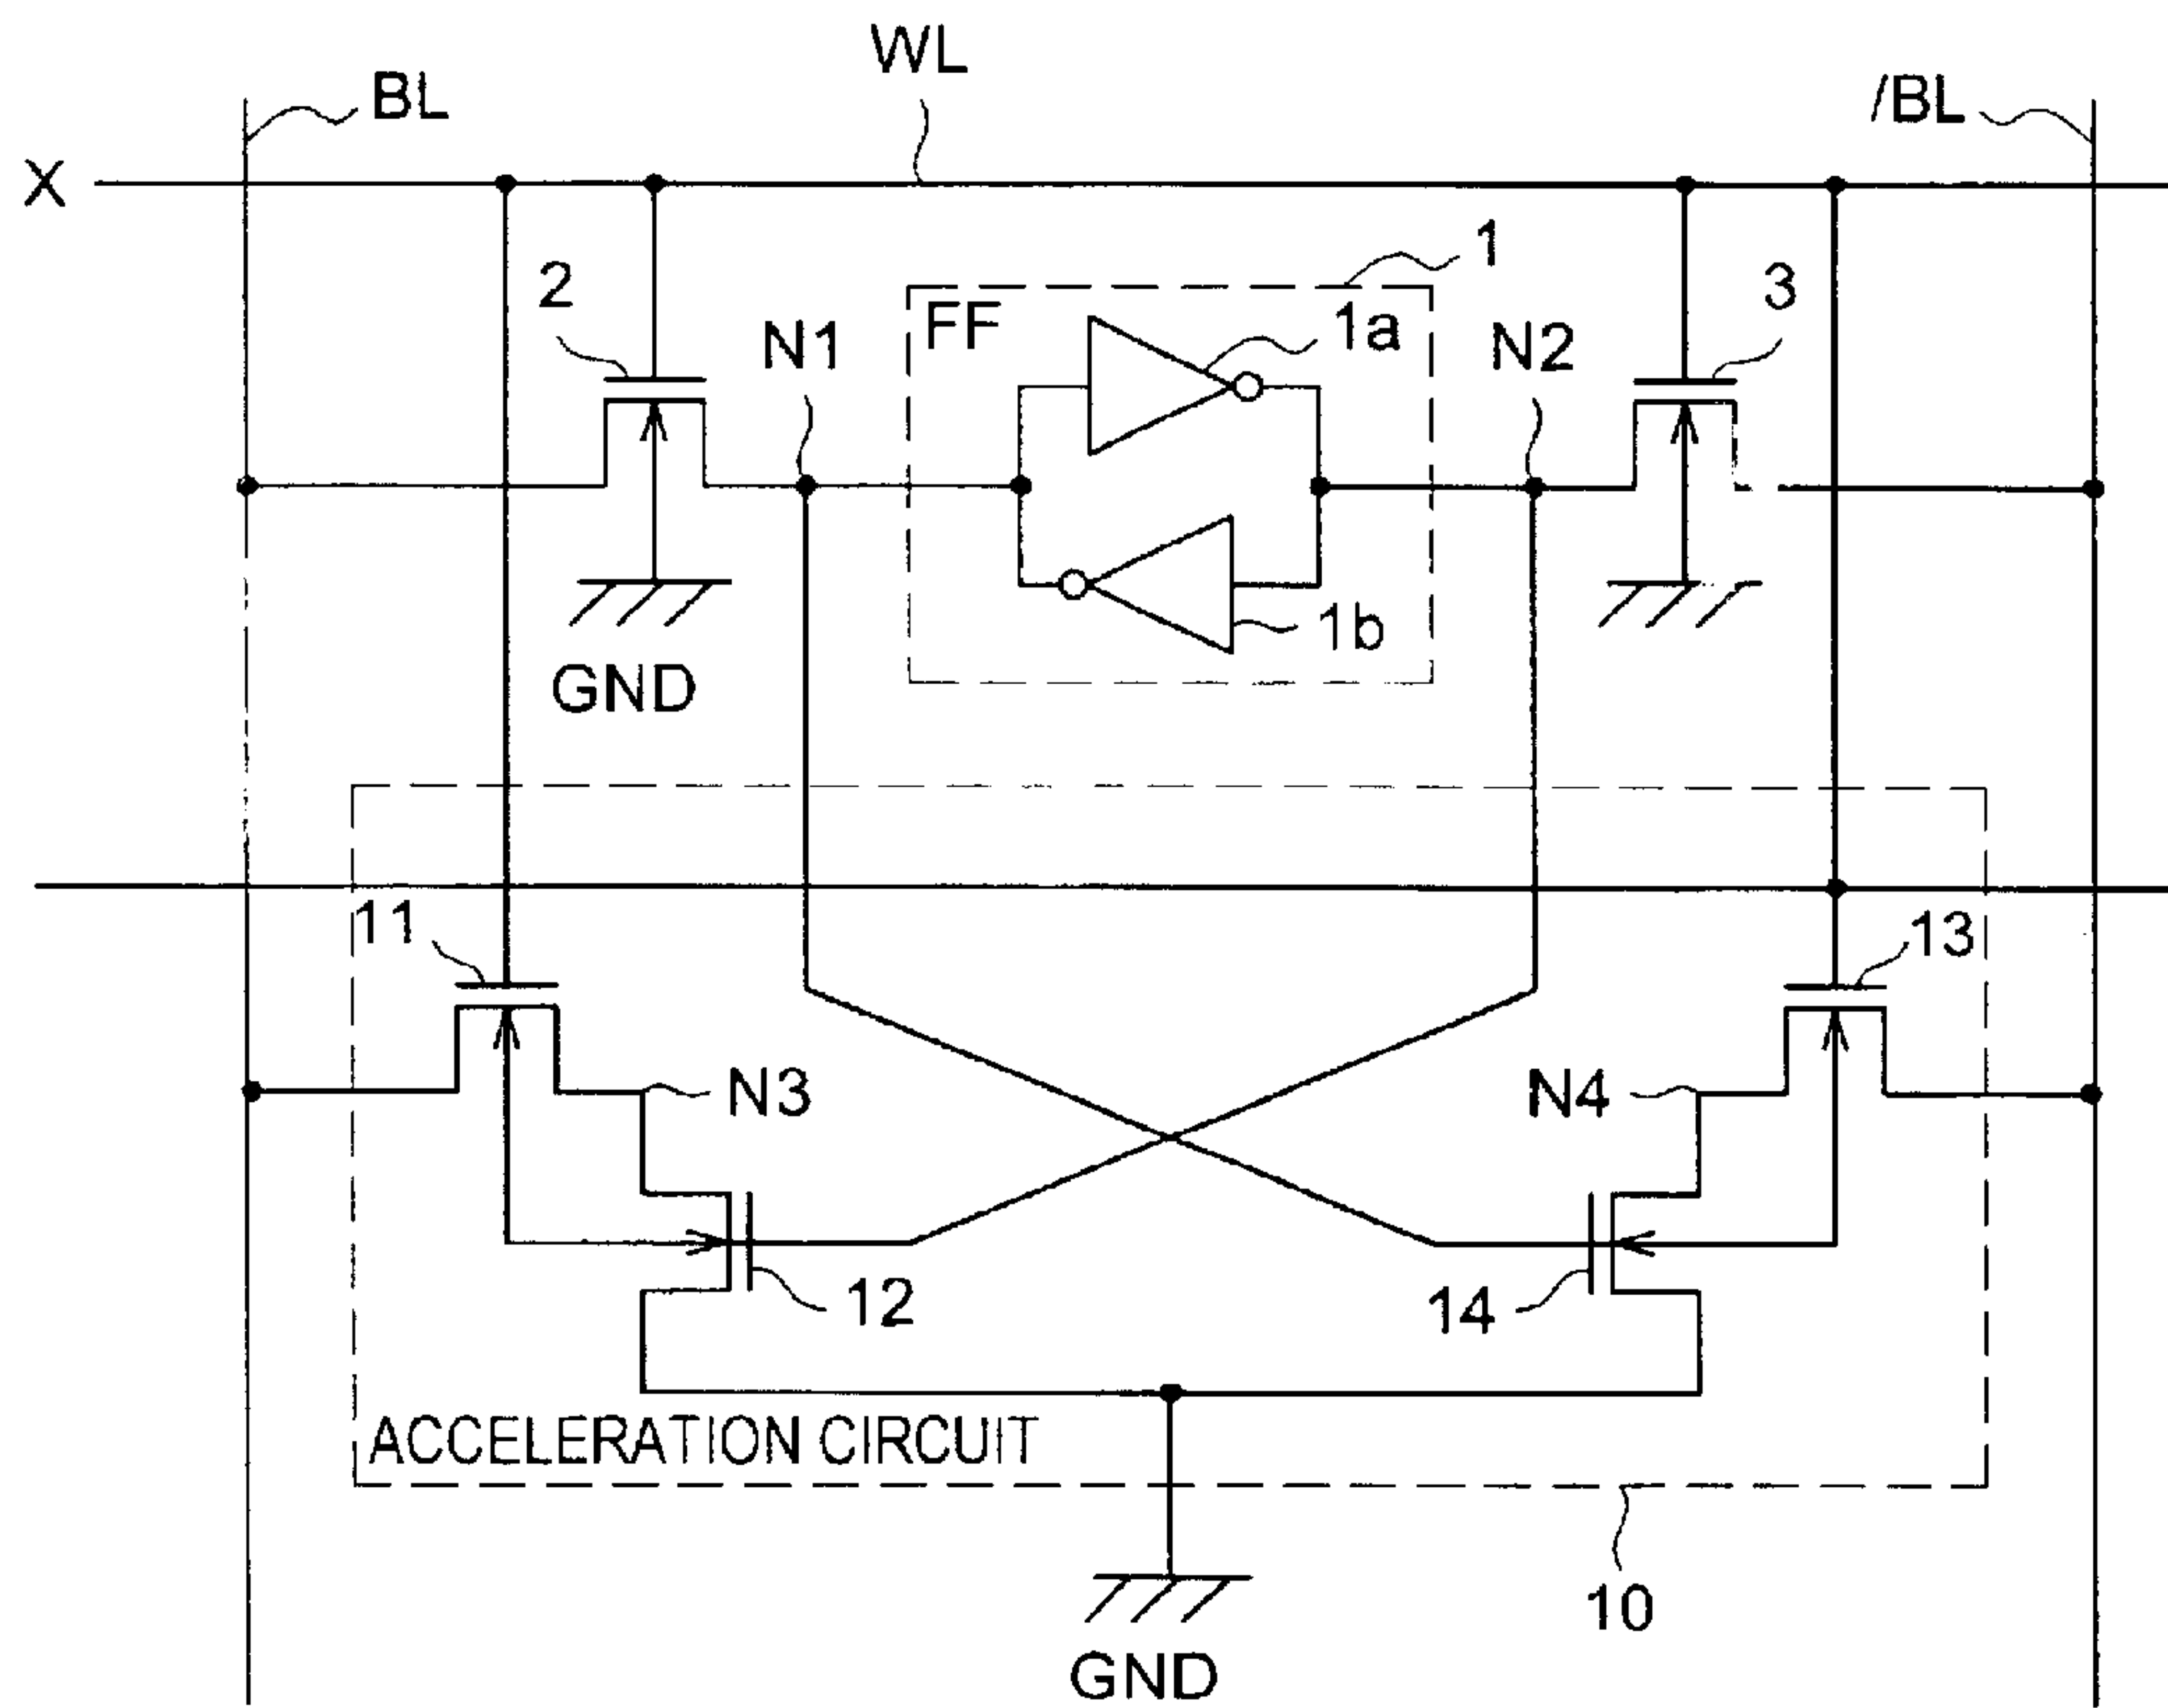 WL
BL
/BL
X
1
2
3
FF
1a
N1
N2
1b
GND
11
13
N3
N4
12
14
ACCELERATION CIRCUIT
10
GND